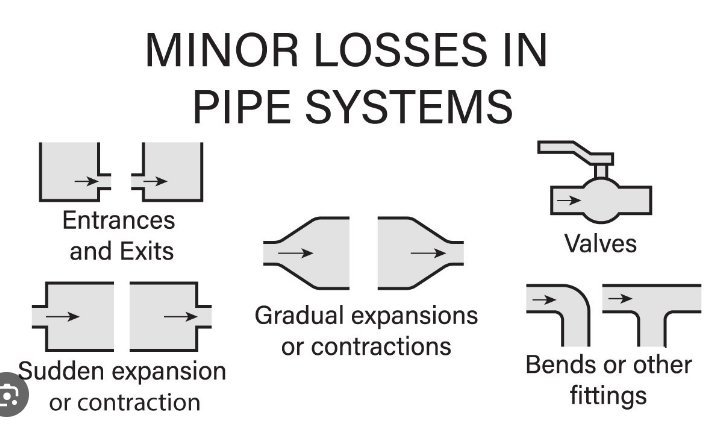 MINOR LOSSES IN
PIPE SYSTEMS
Entrances
and Exits
Sudden expansion
or contraction
Gradual expansions
or contractions
Valves
Bends or other
fittings